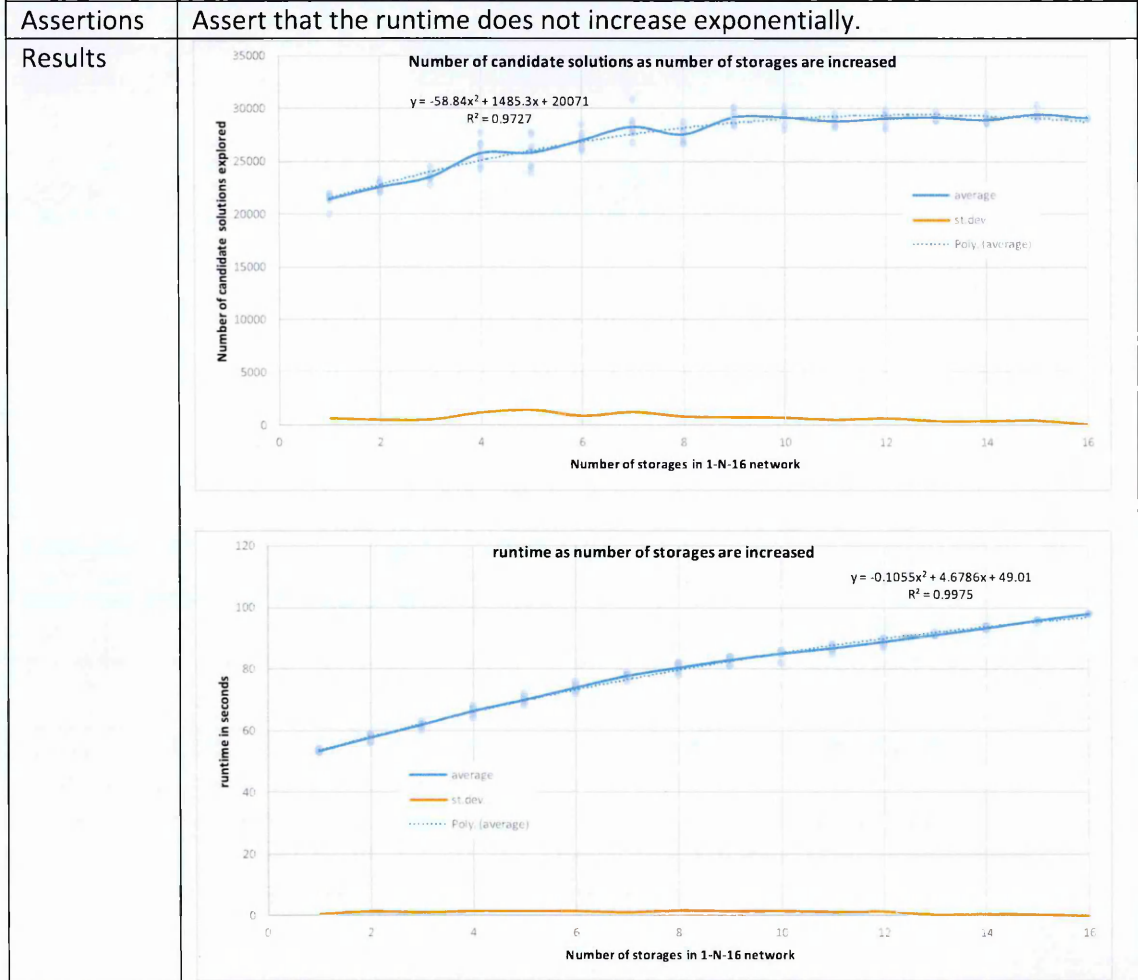 Assertions
Assert that the runtime does not increase exponentially.
Results
Number of candidate solutions as number of storages are increased
y = -58.84x² + 1485.3x + 20071
R² = 0.9727
35000
30000
25000
20000
15000
10000
5000
0
Number of candidate solutions explored
average
st.dev
Poly. (average)
0 2 4 6 8 10 12 14 16
Number of storages in 1-N-16 network
runtime as number of storages are increased
y = -0.1055x² + 4.6786x + 49.01
R² = 0.9975
120
100
80
60
40
20
0
runtime in seconds
average
st.dev.
Poly. (average)
0 2 4 6 8 10 12 14 16
Number of storages in 1-N-16 network